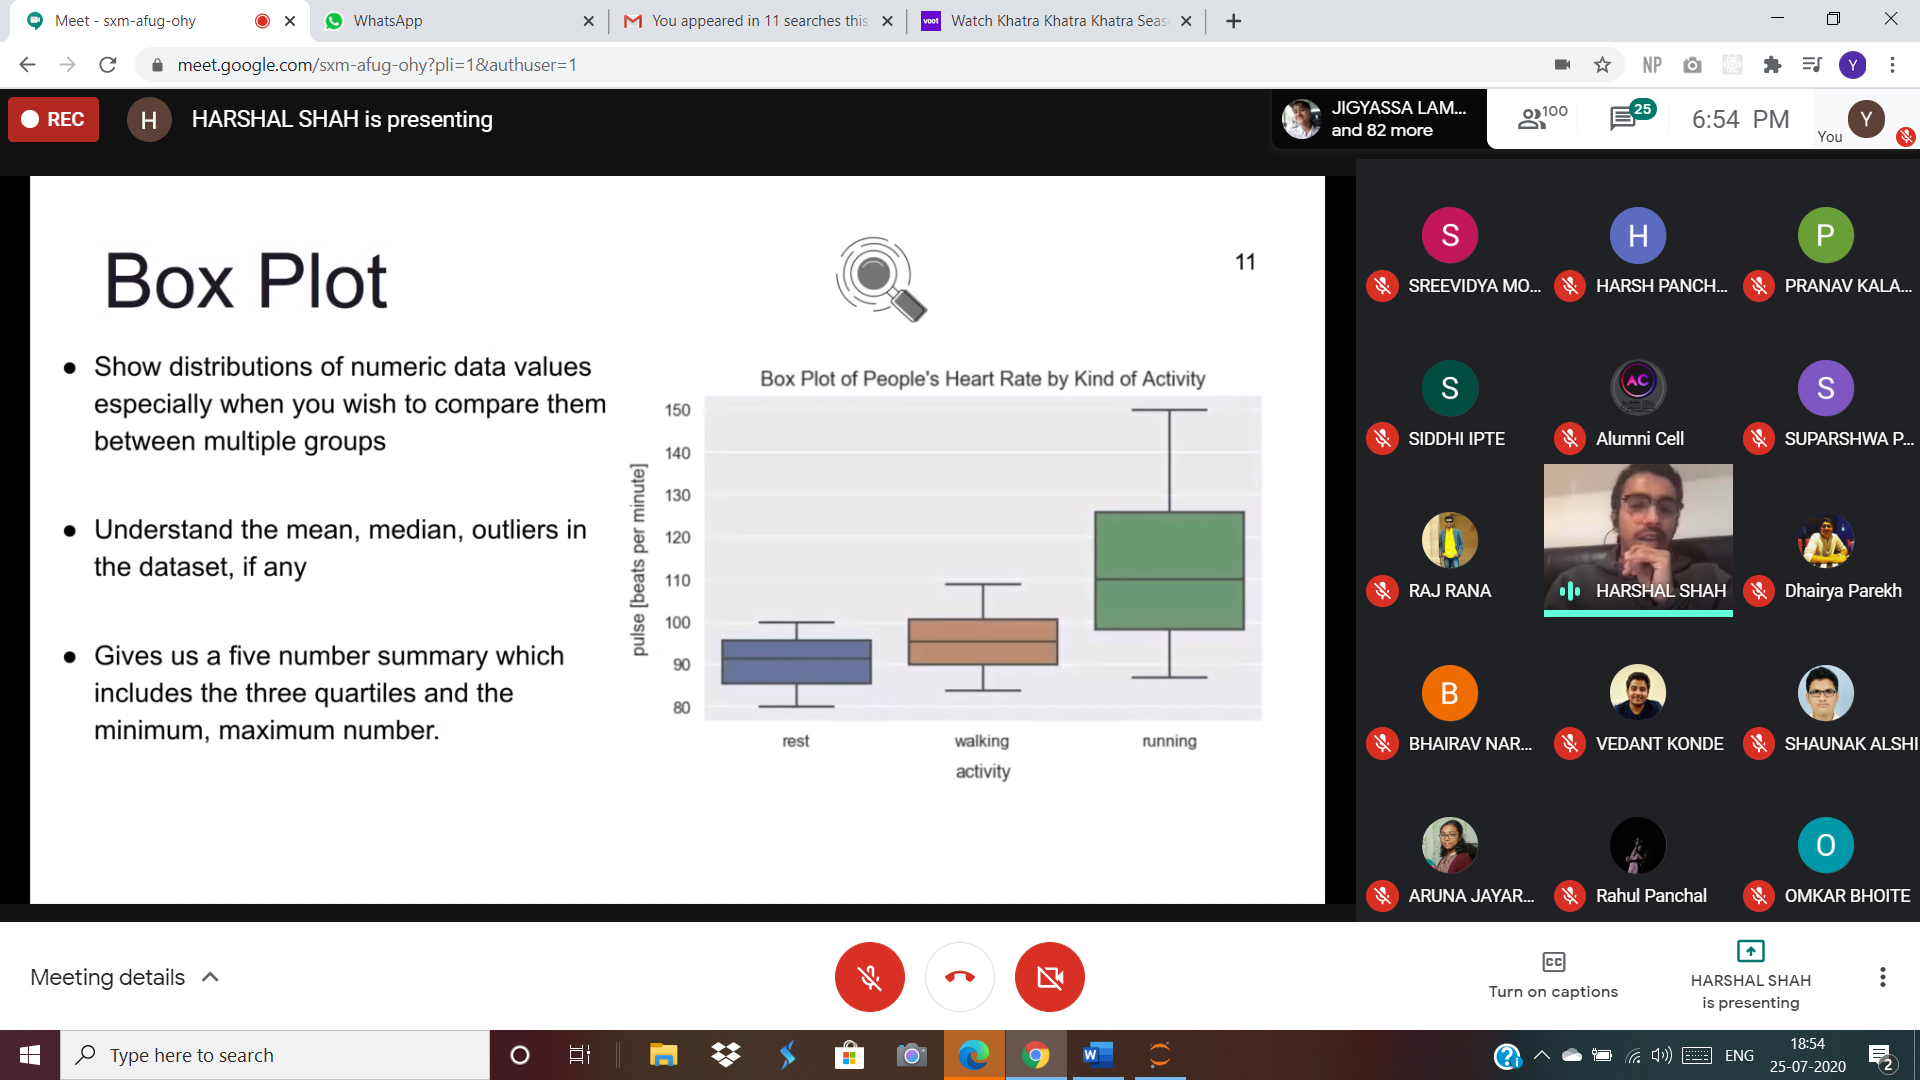 Meet - sxm-afug-ohy
WhatsApp
You appeared in 11 searches this
voot
Watch Khatra Khatra Khatra Seas
meet.google.com/sxm-afug-ohy?pli=1&authuser=1
NP
Y
REC
H
HARSHAL SHAH is presenting
JIGYASSA LAM...
and 82 more
100
25
6:54 PM
You
Y
Box Plot
11
Show distributions of numeric data values
especially when you wish to compare them
between multiple groups
Understand the mean, median, outliers in
the dataset, if any
Gives us a five number summary which
includes the three quartiles and the
minimum, maximum number.
Box Plot of People's Heart Rate by Kind of Activity
pulse [beats per minute]
150
140
130
120
110
100
90
80
rest
walking
running
activity
S
H
P
SREEVIDYA MO...
HARSH PANCH...
PRANAV KALA...
S
AC
S
SIDDHI IPTE
Alumni Cell
SUPARSHWA P...
RAJ RANA
HARSHAL SHAH
Dhairya Parekh
B
BHAIRAV NAR...
VEDANT KONDE
SHAUNAK ALSHI
O
ARUNA JAYAR...
Rahul Panchal
OMKAR BHOITE
Meeting details
CC
Turn on captions
HARSHAL SHAH
is presenting
Type here to search
W
ENG
18:54
25-07-2020
2